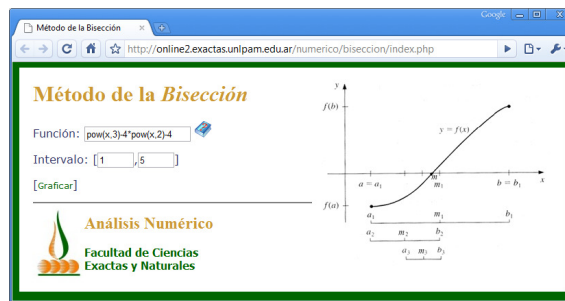 Google
Método de la Bisección
http://online2.exactas.unlpam.edu.ar/numerico/biseccion/index.php
Método de la Bisección
Función: pow(x,3)-4*pow(x,2)-4
Intervalo: [1,5]
[Graficar]
Análisis Numérico
Facultad de Ciencias
Exactas y Naturales
y
f(b)
y = f(x)
m
a = a₁ m₁ b = b₁ x
f(a)
a₁ m₁ b₁
a₂ m₂ b₂
a₃ m₃ b₃